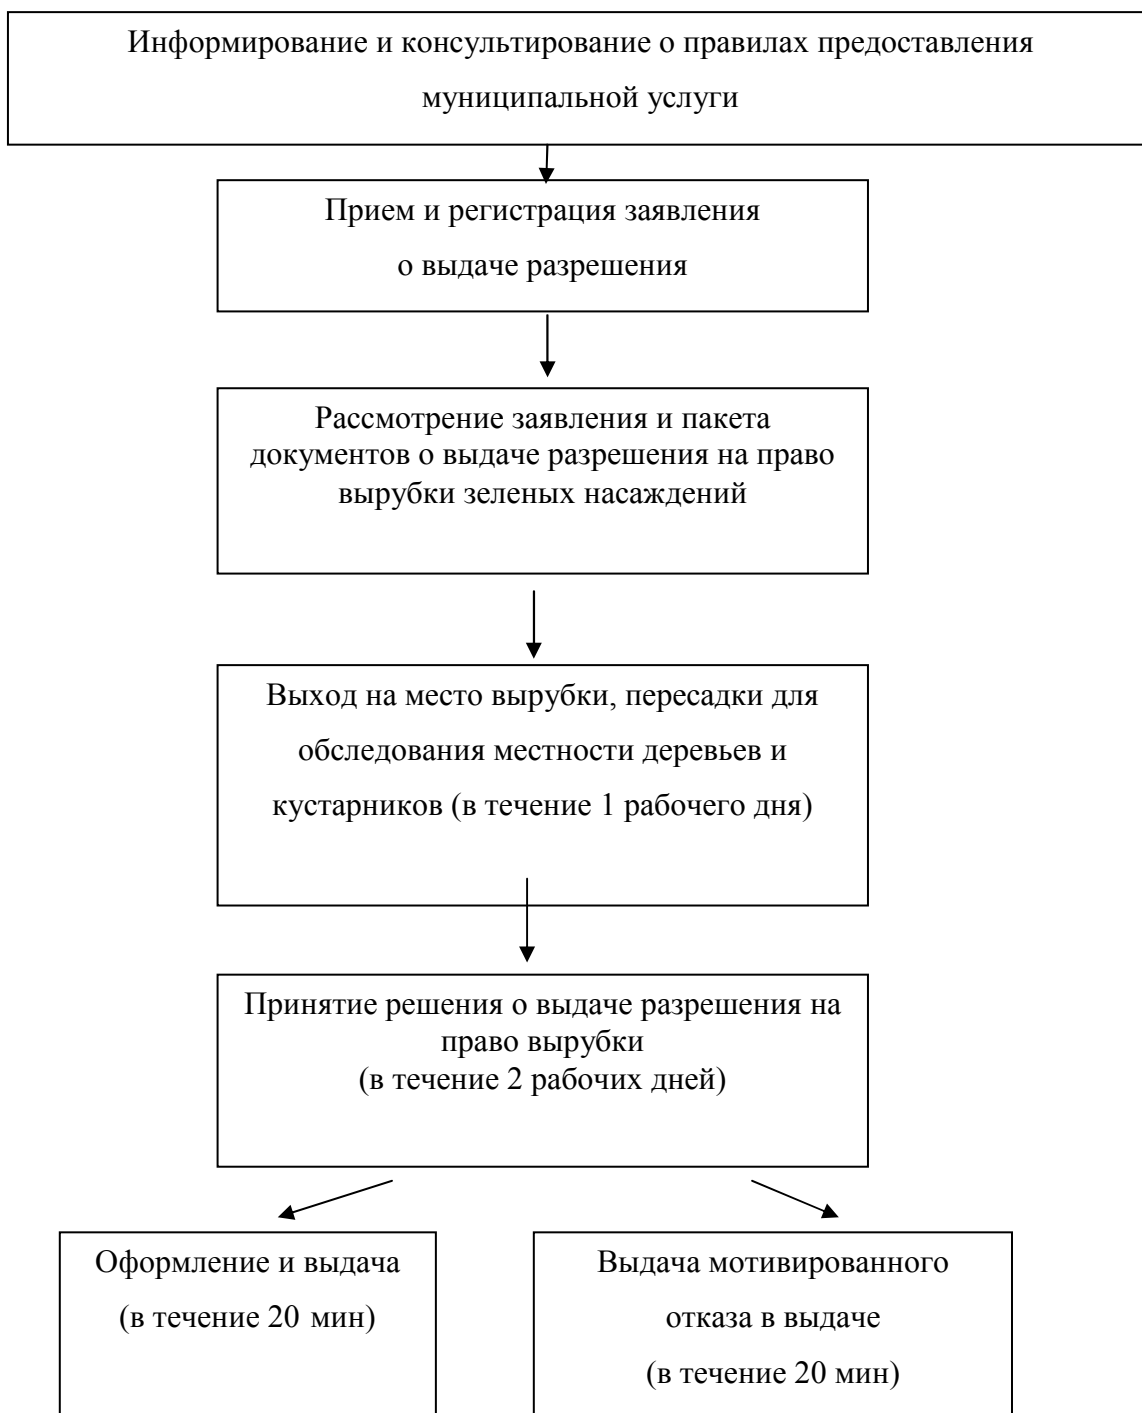 Информирование и консультирование о правилах предоставления
муниципальной услуги
Прием и регистрация заявления
о выдаче разрешения
Рассмотрение заявления и пакета
документов о выдаче разрешения на право
вырубки зеленых насаждений
Выход на место вырубки, пересадки для
обследования местности деревьев и
кустарников (в течение 1 рабочего дня)
Принятие решения о выдаче разрешения на
право вырубки
(в течение 2 рабочих дней)
Оформление и выдача
(в течение 20 мин)
Выдача мотивированного
отказа в выдаче
(в течение 20 мин)